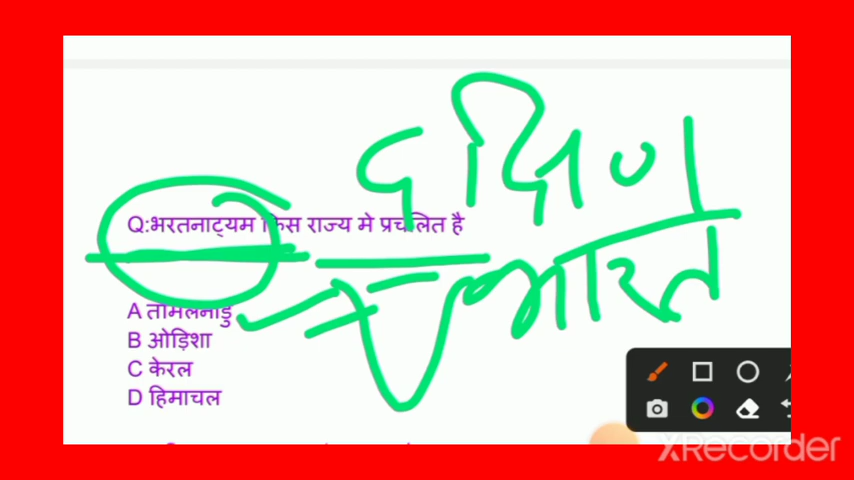 दक्षिण
Q:भरतनाट्यम किस राज्य मे प्रचलित है
भारत
A तामिलनाडु
B ओड़िशा
C केरल
D हिमाचल
XRecorder